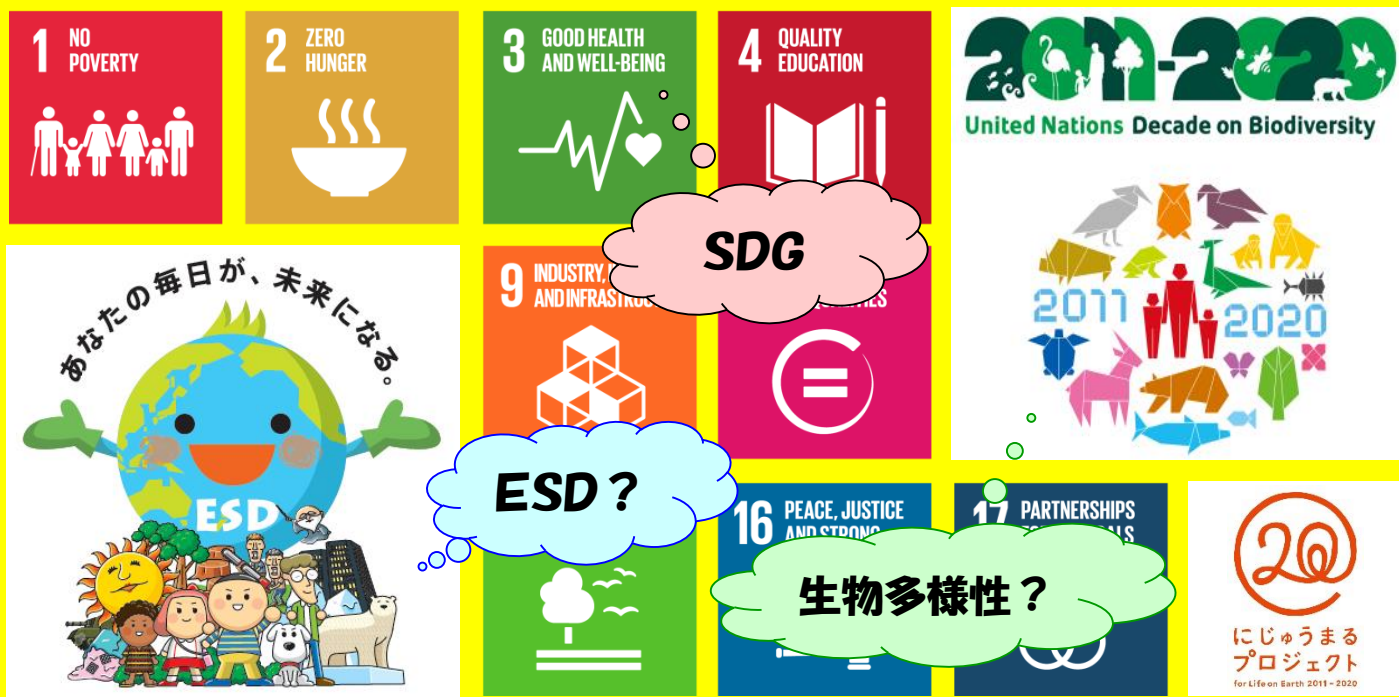 1 NO
POVERTY
2 ZERO
HUNGER
3 GOOD HEALTH
AND WELL-BEING
4 QUALITY
EDUCATION
2011-2020
United Nations Decade on Biodiversity
SDG
あなたの毎日が、未来になる。
ESD
9 INDUSTRY,
AND
2011
2020
ESD？
16 PEACE, JUSTICE
AND STRONG
17 PARTNERSHIPS
生物多様性？
20
にじゅうまる
プロジェクト
for Life on Earth 2011 - 2020